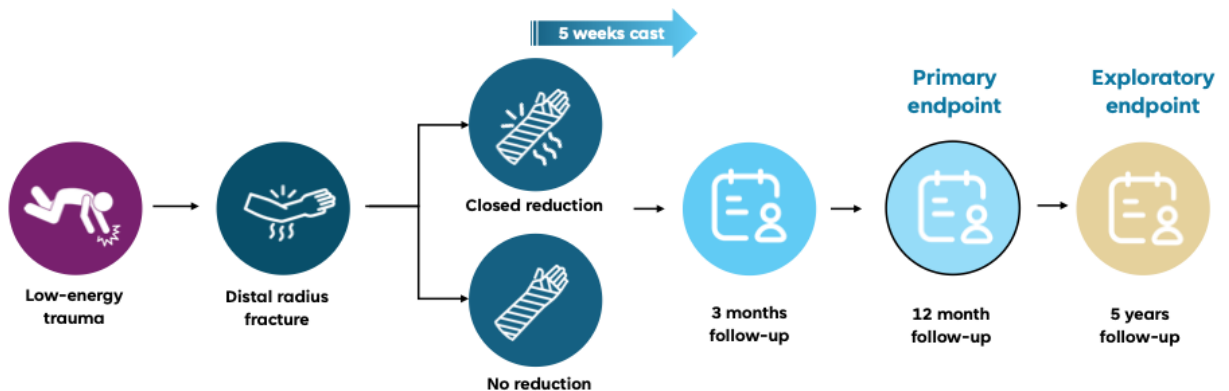 5 weeks cast
Primary
endpoint
Exploratory
endpoint
Closed reduction
Low-energy
trauma
Distal radius
fracture
3 months
follow-up
12 month
follow-up
5 years
follow-up
No reduction